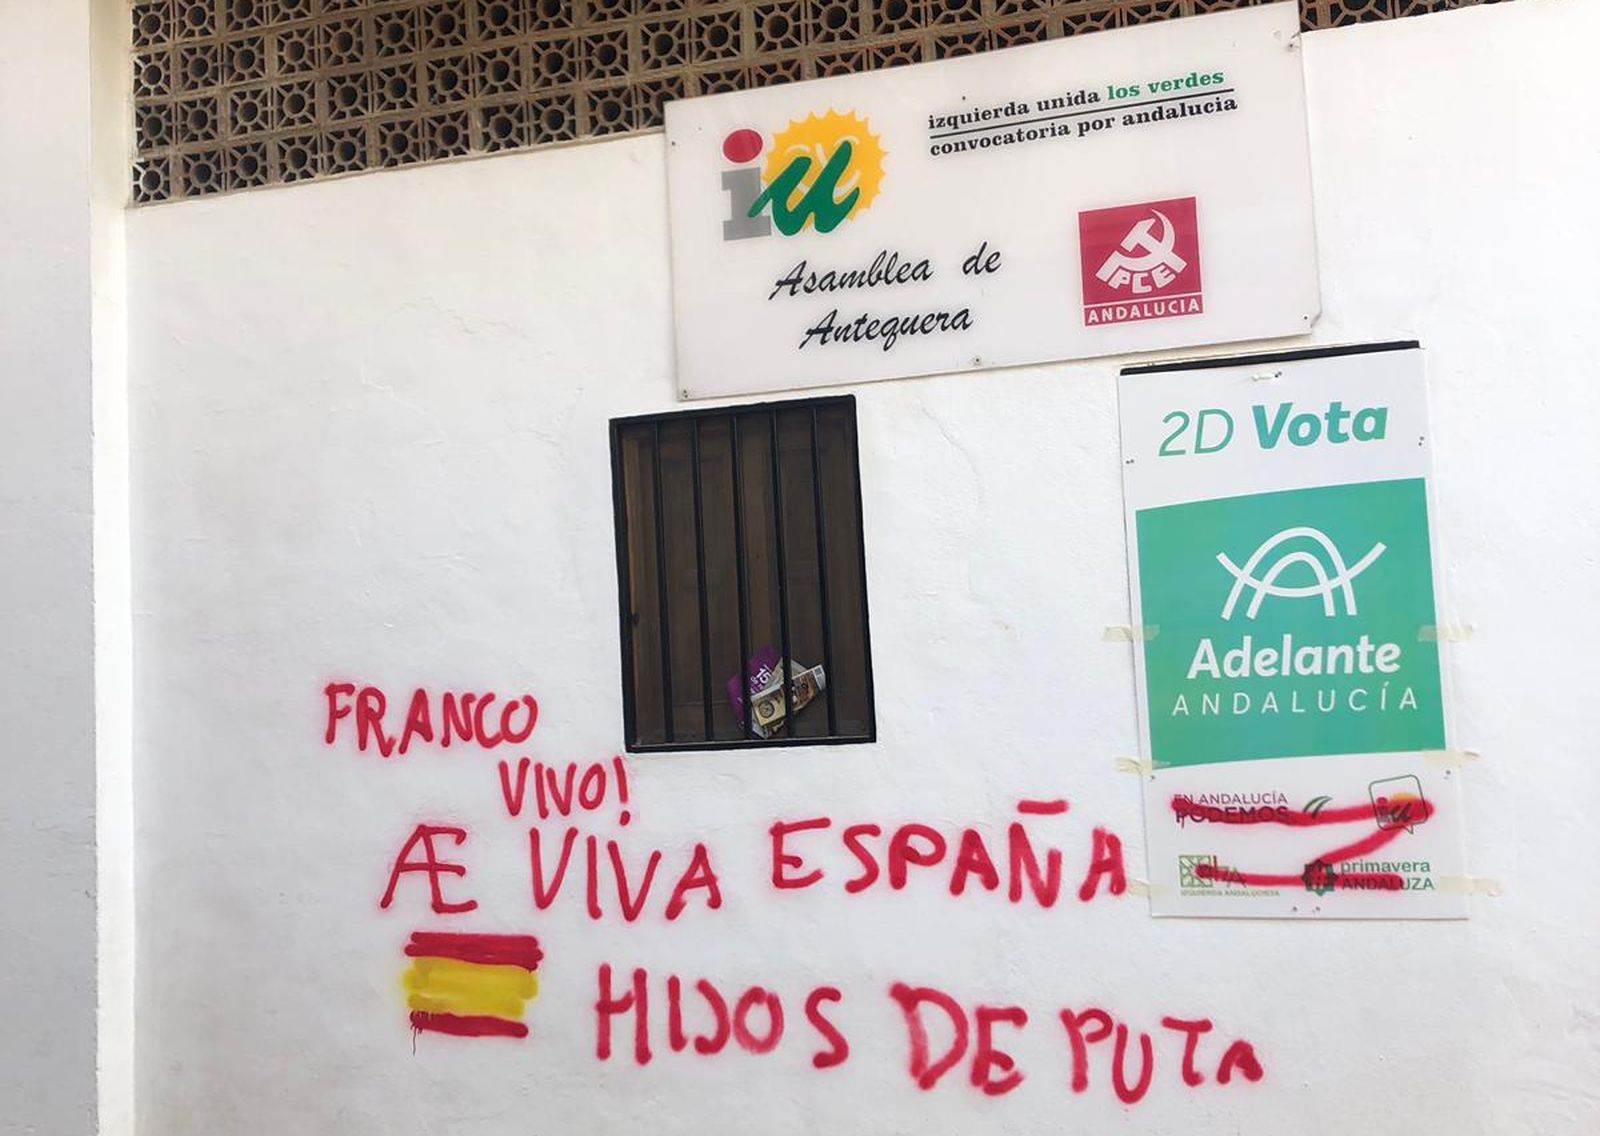 izquierda unida los verdes
convocatoria por andalucia
iu
Asamblea de
Antequera
PCE
ANDALUCIA
2D Vota
Adelante
ANDALUCÍA
EN ANDALUCÍA
PODEMOS
iu
primavera
ANDALUZA
IZQUIERDA ANDALUCISTA
FRANCO
VIVO!
Æ VIVA ESPAÑA
HIJOS DE PUTA